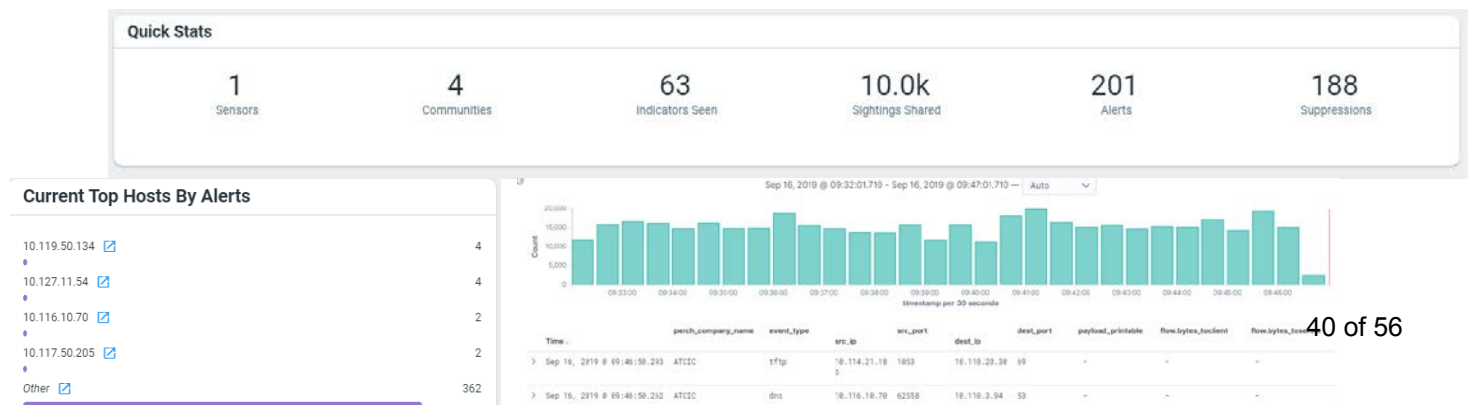 Quick Stats
1 4 63 10.0k 201 188
Sensors Communities Indicators Seen Sightings Shared Alerts Suppressions
Current Top Hosts By Alerts
10.119.50.134 4
10.127.11.54 4
10.116.10.70 2
10.117.50.205 2
Other 362
Sep 16, 2019 @ 09:32:01.710 - Sep 16, 2019 @ 09:47:01.710 — Auto
Count
20,000
15,000
10,000
5,000
0
09:33:00 09:34:00 09:35:00 09:36:00 09:37:00 09:38:00 09:39:00 09:40:00 09:41:00 09:42:00 09:43:00 09:44:00 09:45:00 09:46:00
timestamp per 30 seconds
Time perch_company_name event_type src_ip src_port dest_ip dest_port payload_printable flow.bytes_toclient
40 of 56
> Sep 16, 2019 @ 09:46:50.293 ATCIC tftp 1053 69 - - -
> Sep 16, 2019 @ 09:46:50.262 ATCIC dns 10.116.10.70 62558 10.110.3.94 53 - - -